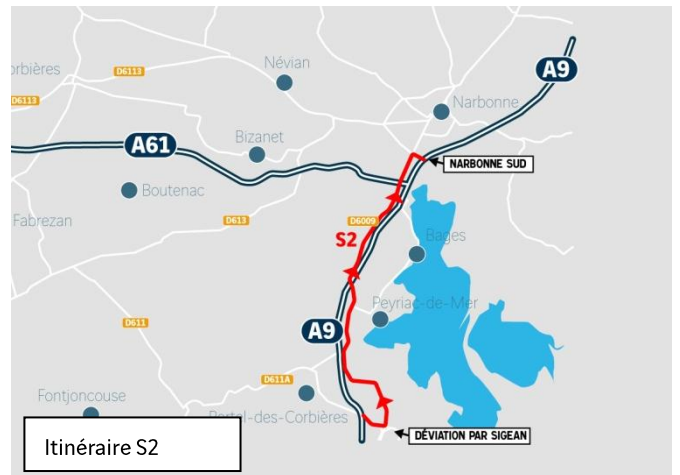 A9
Névian
orbières
D6113
D6113
Narbonne
Bizanet
A61
NARBONNE SUD
Boutenac
Fabrezan
D613
D6009
S2
Bages
Peyriac-de-Mer
D611
A9
D611A
Fontjoncouse
Portel-des-Corbières
DÉVIATION PAR SIGEAN
Itinéraire S2